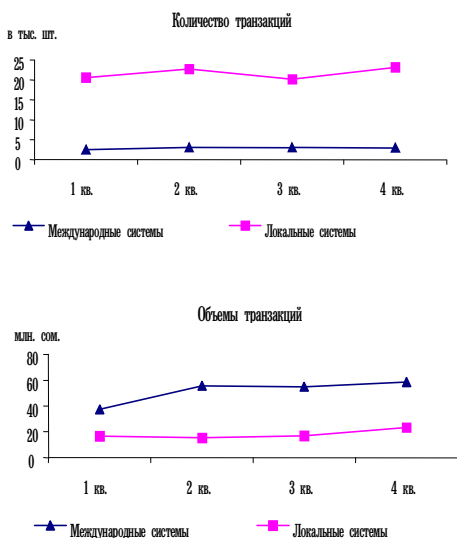 Количество транзакций
в тыс. шт.
25
20
15
10
5
0
1 кв. 2 кв. 3 кв. 4 кв.
Международные системы Локальные системы
Объемы транзакций
млн. сом.
80
60
40
20
0
1 кв. 2 кв. 3 кв. 4 кв.
Международные системы Локальные системы